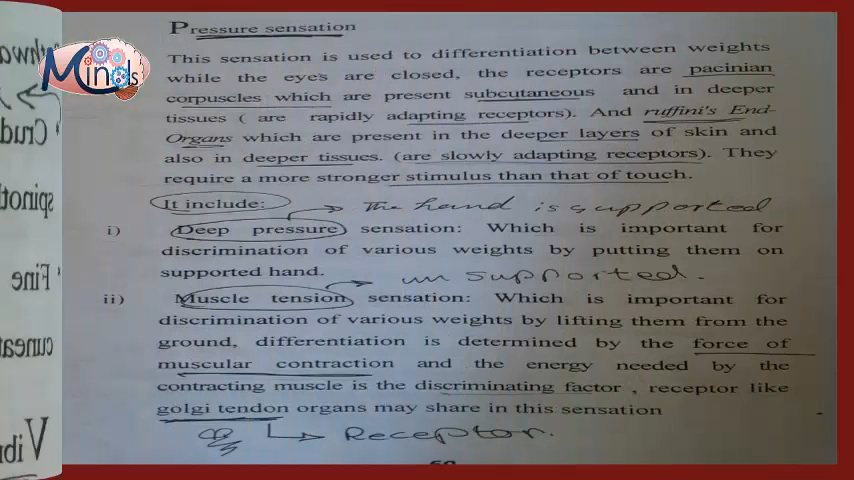 Pressure sensation
This sensation is used to differentiation between weights
while the eye's are closed, the receptors are pacinian
corpuscles which are present subcutaneous and in deeper
tissues ( are rapidly adapting receptors). And ruffini's End-
Organs which are present in the deeper layers of skin and
also in deeper tissues. (are slowly adapting receptors). They
require a more stronger stimulus than that of touch.
It include: The hand is supported
i) Deep pressure sensation: Which is important for
discrimination of various weights by putting them on
supported hand. un supported.
ii) Muscle tension sensation: Which is important for
discrimination of various weights by lifting them from the
ground, differentiation is determined by the force of
muscular contraction and the energy needed by the
contracting muscle is the discriminating factor , receptor like
golgi tendon organs may share in this sensation
Receptor.
Minds
Crud
spinoth
Fine
cuneat
Vib